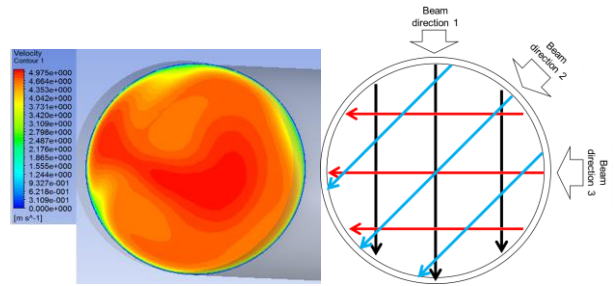 Velocity
Contour 1
4.975e+000
4.664e+000
4.353e+000
4.042e+000
3.731e+000
3.420e+000
3.109e+000
2.798e+000
2.487e+000
2.176e+000
1.865e+000
1.555e+000
1.244e+000
9.327e-001
6.218e-001
3.109e-001
0.000e+000
[m s^-1]
Beam
direction 1
Beam
direction 2
Beam
direction 3